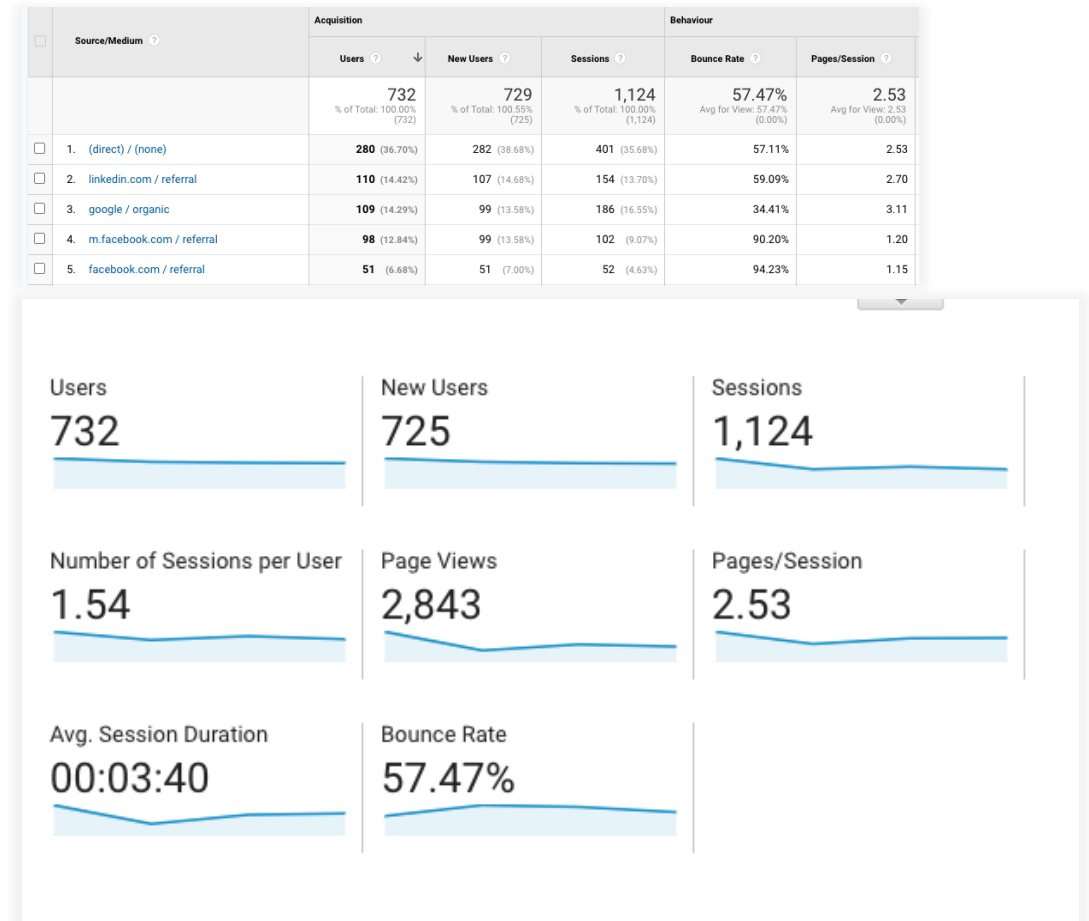 Acquisition Behaviour
Source/Medium ?
Users ? New Users ? Sessions ? Bounce Rate ? Pages/Session ?
732 729 1,124 57.47% 2.53
% of Total: 100.00% % of Total: 100.55% % of Total: 100.00% Avg for View: 57.47% Avg for View: 2.53
(732) (725) (1,124) (0.00%) (0.00%)
1. (direct) / (none) 280 (36.70%) 282 (38.68%) 401 (35.68%) 57.11% 2.53
2. linkedin.com / referral 110 (14.42%) 107 (14.68%) 154 (13.70%) 59.09% 2.70
3. google / organic 109 (14.29%) 99 (13.58%) 186 (16.55%) 34.41% 3.11
4. m.facebook.com / referral 98 (12.84%) 99 (13.58%) 102 (9.07%) 90.20% 1.20
5. facebook.com / referral 51 (6.68%) 51 (7.00%) 52 (4.63%) 94.23% 1.15
Users New Users Sessions
732 725 1,124
Number of Sessions per User Page Views Pages/Session
1.54 2,843 2.53
Avg. Session Duration Bounce Rate
00:03:40 57.47%